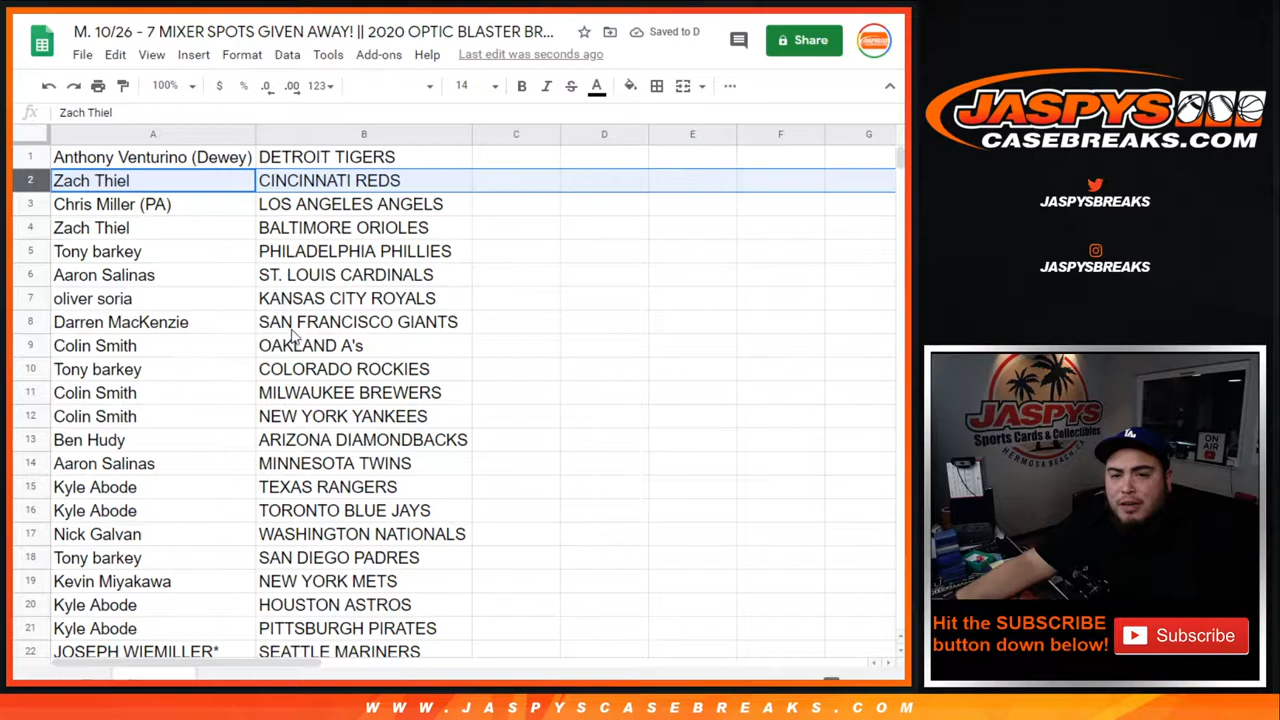 M. 10/26 - 7 MIXER SPOTS GIVEN AWAY! || 2020 OPTIC BLASTER BR...
Saved to D
Share
File Edit View Insert Format Data Tools Add-ons Help Last edit was seconds ago
100% $ % .0 .00 123 14 B I S A
fx Zach Thiel
A B C D E F G
1 Anthony Venturino (Dewey) DETROIT TIGERS
2 Zach Thiel CINCINNATI REDS
3 Chris Miller (PA) LOS ANGELES ANGELS
4 Zach Thiel BALTIMORE ORIOLES
5 Tony barkey PHILADELPHIA PHILLIES
6 Aaron Salinas ST. LOUIS CARDINALS
7 oliver soria KANSAS CITY ROYALS
8 Darren MacKenzie SAN FRANCISCO GIANTS
9 Colin Smith OAKLAND A's
10 Tony barkey COLORADO ROCKIES
11 Colin Smith MILWAUKEE BREWERS
12 Colin Smith NEW YORK YANKEES
13 Ben Hudy ARIZONA DIAMONDBACKS
14 Aaron Salinas MINNESOTA TWINS
15 Kyle Abode TEXAS RANGERS
16 Kyle Abode TORONTO BLUE JAYS
17 Nick Galvan WASHINGTON NATIONALS
18 Tony barkey SAN DIEGO PADRES
19 Kevin Miyakawa NEW YORK METS
20 Kyle Abode HOUSTON ASTROS
21 Kyle Abode PITTSBURGH PIRATES
22 JOSEPH WIEMILLER* SEATTLE MARINERS
JASPYS
CASEBREAKS.COM
JASPYSBREAKS
JASPYSBREAKS
JASPYS
Sports Cards & Collectibles
HERMOSA BEACH, CA
ON
AIR
LA
Hit the SUBSCRIBE
button down below!
Subscribe
WWW.JASPYSCASEBREAKS.COM